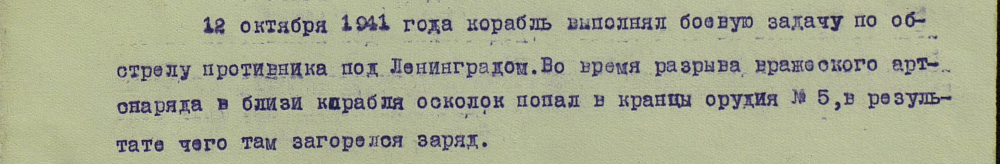 12 октября 1941 года корабль выполнял боевую задачу по об-
стрелу противника под Ленинградом.Во время разрыва вражеского арт-
снаряда в близи корабля осколок попал в кранцы орудия № 5,в резуль-
тате чего там загорелся заряд.